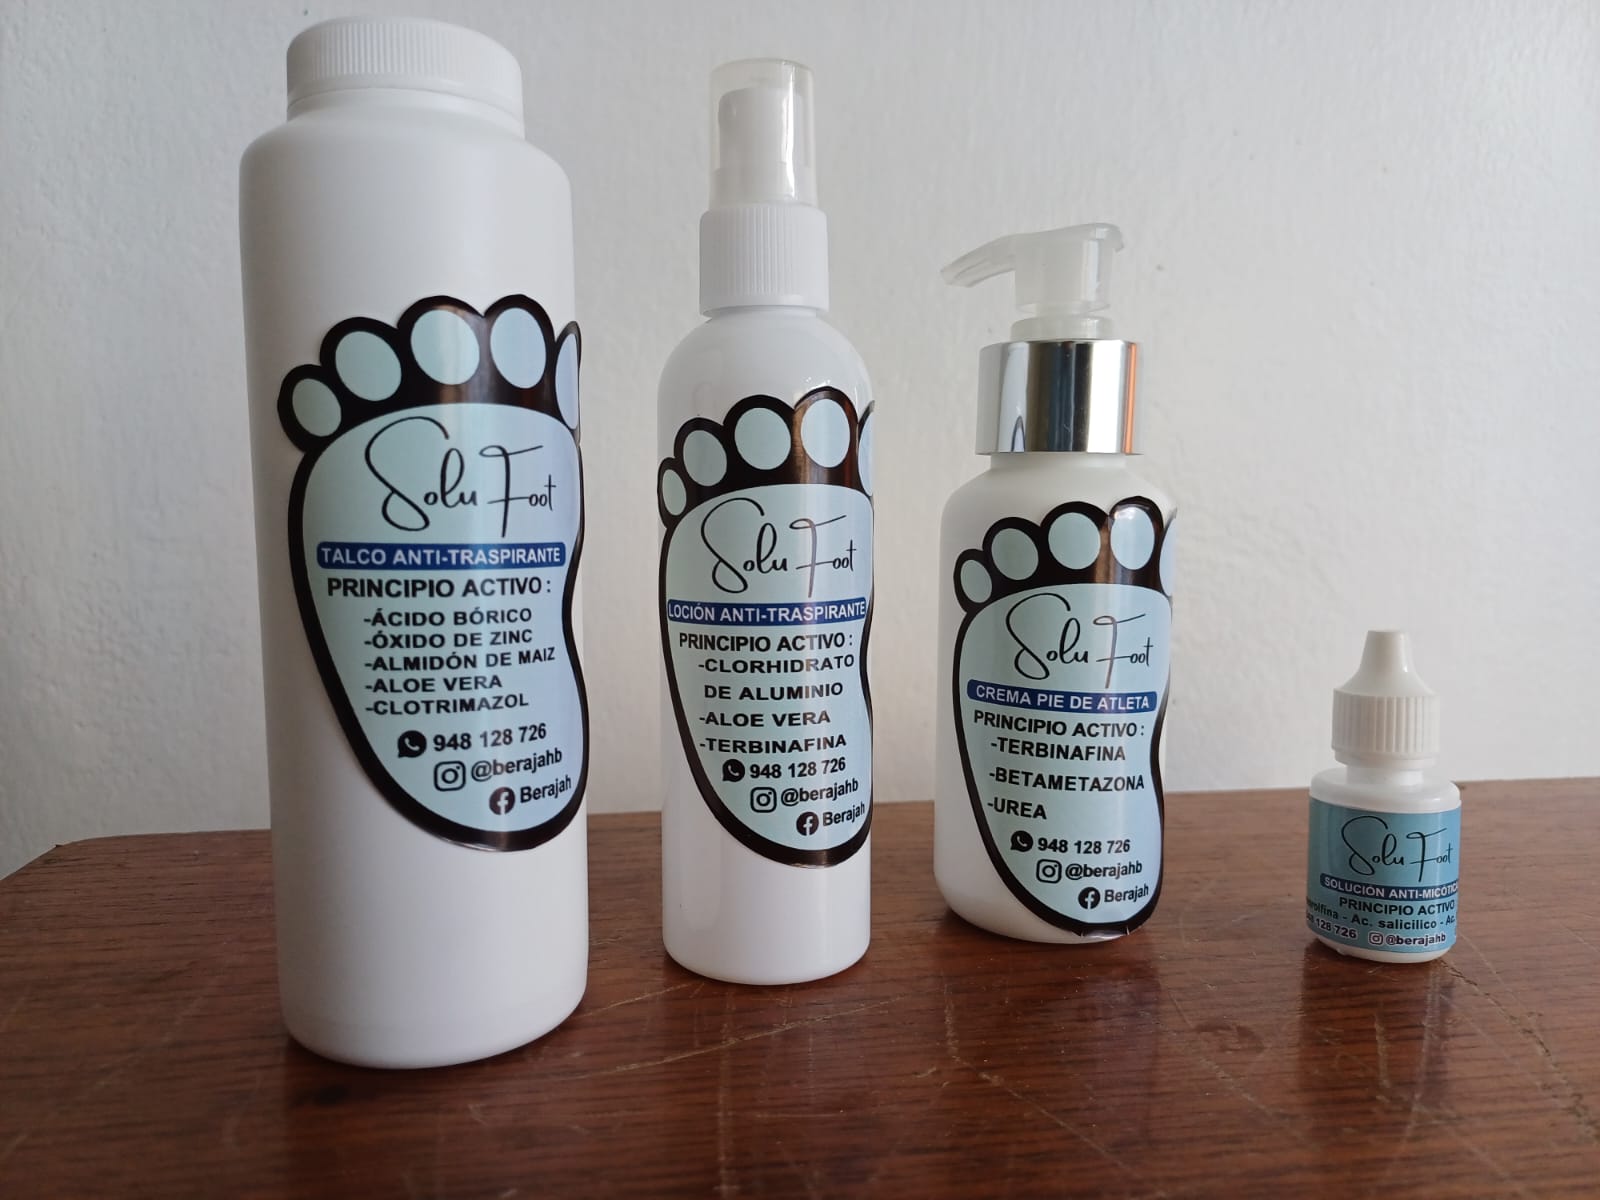 Solu Foot
TALCO ANTI-TRASPIRANTE
PRINCIPIO ACTIVO :
-ÁCIDO BÓRICO
-ÓXIDO DE ZINC
-ALMIDÓN DE MAIZ
-ALOE VERA
-CLOTRIMAZOL
948 128 726
@berajahb
Berajah
Solu Foot
LOCIÓN ANTI-TRASPIRANTE
PRINCIPIO ACTIVO :
-CLORHIDRATO
DE ALUMINIO
-ALOE VERA
-TERBINAFINA
948 128 726
@berajahb
Berajah
Solu Foot
CREMA PIE DE ATLETA
PRINCIPIO ACTIVO :
-TERBINAFINA
-BETAMETAZONA
-UREA
948 128 726
@berajahb
Berajah
Solu Foot
SOLUCIÓN
PRINCIPIO ACTIVO
- Ac. salicilico - Ac.
128 726 @berajahb